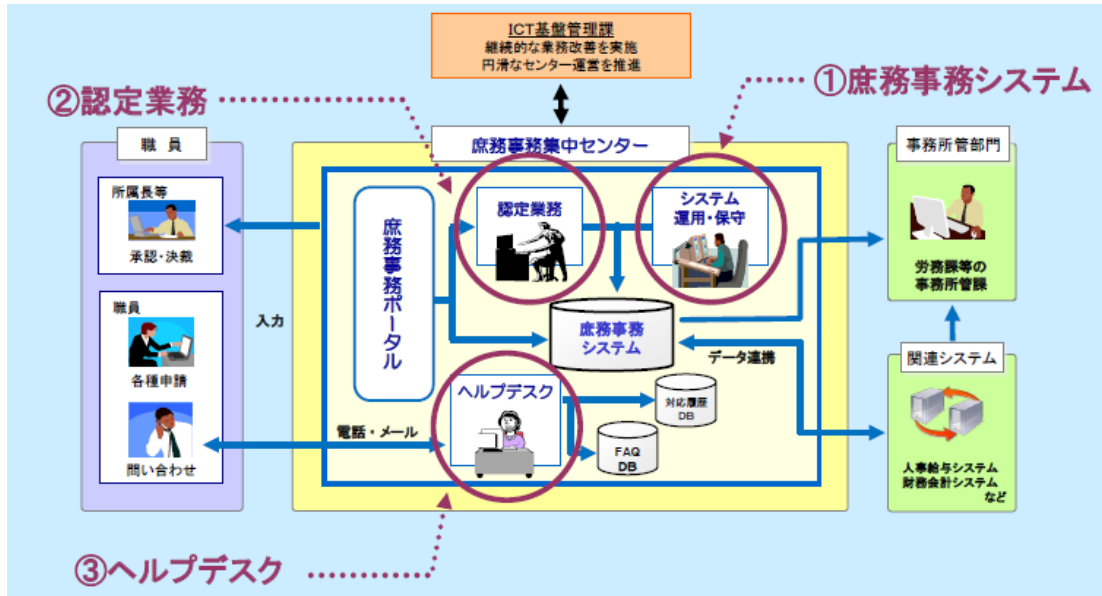 ICT基盤管理課
継続的な業務改善を実施
円滑なセンター運営を推進
①庶務事務システム
②認定業務
職 員
庶務事務集中センター
事務所管部門
所属長等
承認・決裁
職員
各種申請
問い合わせ
入力
電話・メール
庶務事務ポータル
認定業務
システム
運用・保守
庶務事務
システム
データ連携
ヘルプデスク
対応履歴
DB
FAQ
DB
労務課等の
事務所管課
関連システム
人事給与システム
財務会計システム
など
③ヘルプデスク